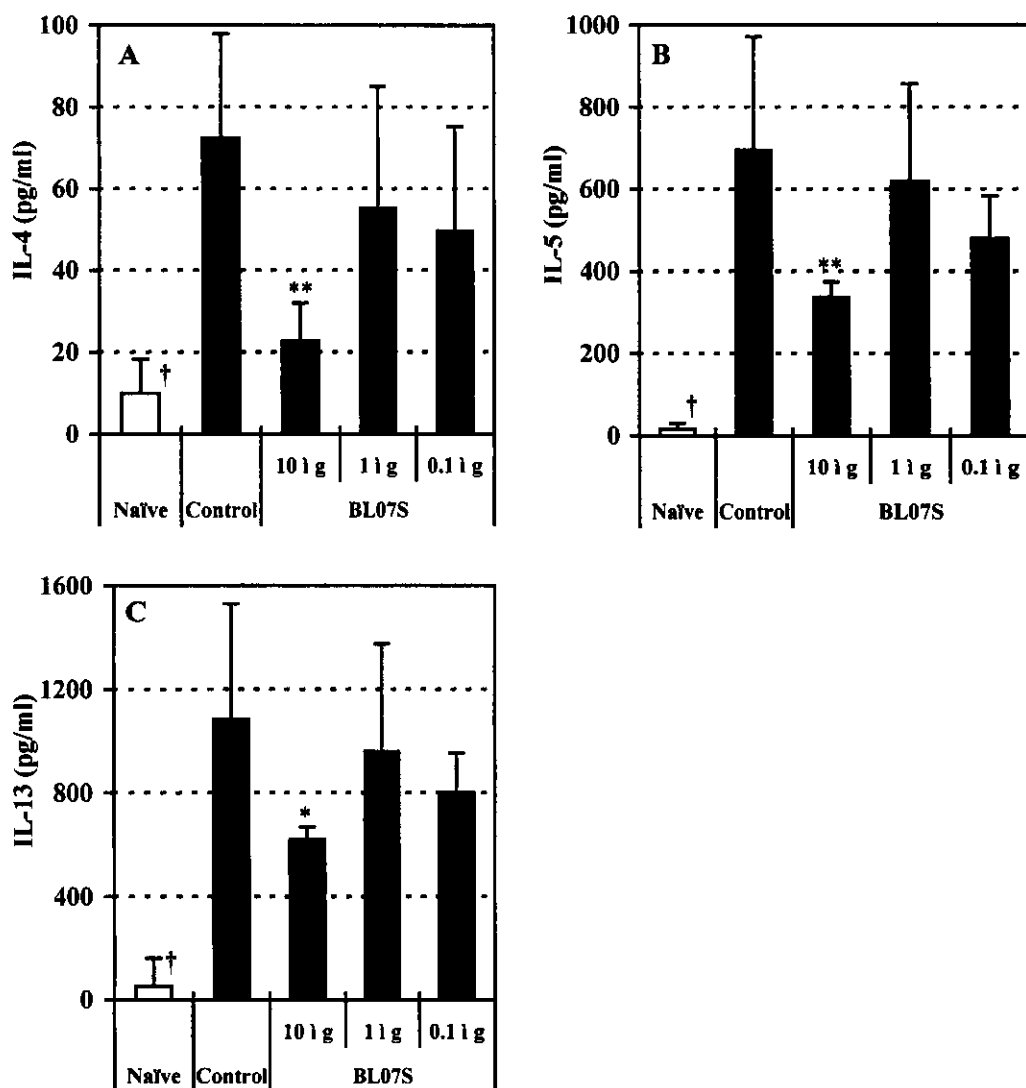 A
IL-4 (pg/ml)
100
80
60
40
20
0
†
**
10 ì g 1 ì g 0.1 ì g
Naïve Control BL07S
B
IL-5 (pg/ml)
1000
800
600
400
200
0
†
**
10 ì g 1 ì g 0.1 ì g
Naïve Control BL07S
C
IL-13 (pg/ml)
1600
1200
800
400
0
†
*
10 ì g 1 ì g 0.1 ì g
Naïve Control BL07S